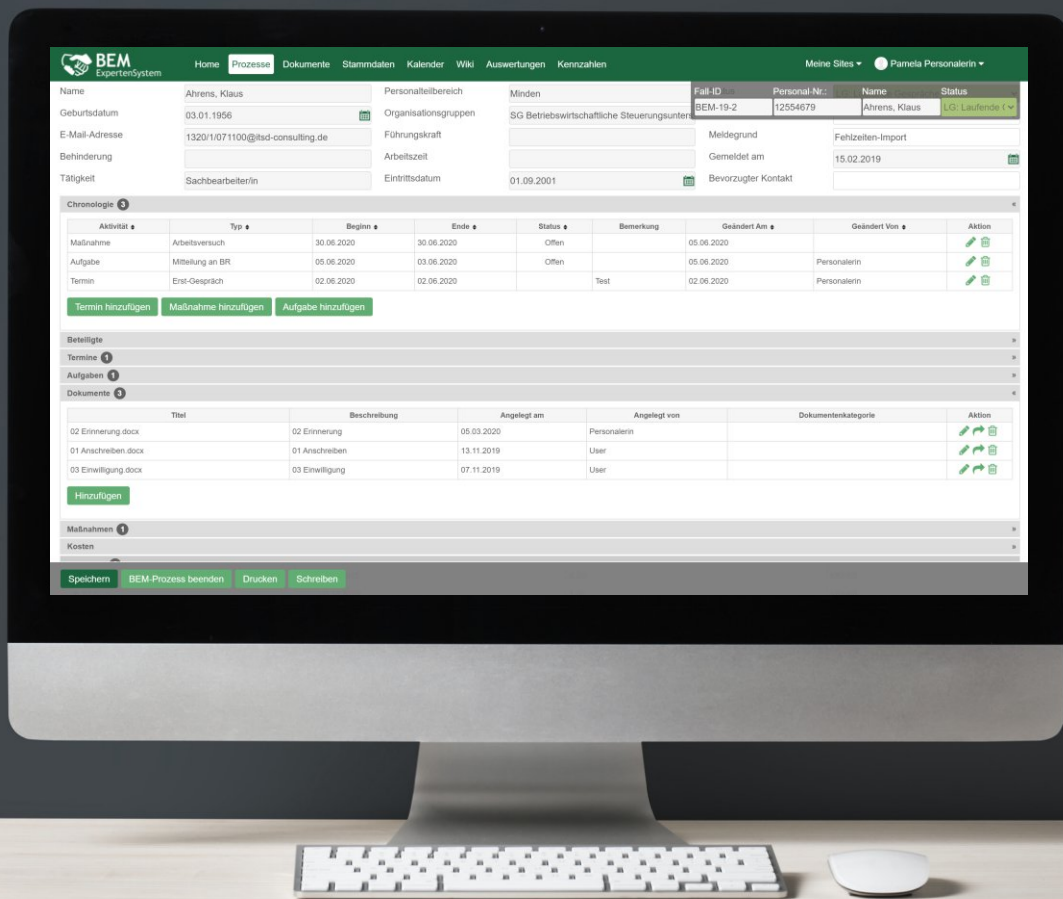 BEM
ExpertenSystem
Home Prozesse Dokumente Stammdaten Kalender Wiki Auswertungen Kennzahlen Meine Sites Pamela Personalerin
Name Ahrens, Klaus Personalteilbereich Minden
Fall-ID Personal-Nr.: Name Status
BEM-19-2 12554679 Ahrens, Klaus LG: Laufende
Geburtsdatum 03.01.1956 Organisationsgruppen SG Betriebswirtschaftliche Steuerungsunter
E-Mail-Adresse 1320/1/071100@itsd-consulting.de Führungskraft Meldegrund Fehlzeiten-Import
Behinderung Arbeitszeit Gemeldet am 15.02.2019
Tätigkeit Sachbearbeiter/in Eintrittsdatum 01.09.2001 Bevorzugter Kontakt
Chronologie 3
Aktivität Typ Beginn Ende Status Bemerkung Geändert Am Geändert Von Aktion
Maßnahme Arbeitsversuch 30.06.2020 30.06.2020 Offen 05.06.2020
Aufgabe Mitteilung an BR 05.06.2020 03.06.2020 Offen 05.06.2020 Personalerin
Termin Erst-Gespräch 02.06.2020 02.06.2020 Test 02.06.2020 Personalerin
Termin hinzufügen Maßnahme hinzufügen Aufgabe hinzufügen
Beteiligte
Termine 1
Aufgaben 1
Dokumente 3
Titel Beschreibung Angelegt am Angelegt von Dokumentenkategorie Aktion
02 Erinnerung.docx 02 Erinnerung 05.03.2020 Personalerin
01 Anschreiben.docx 01 Anschreiben 13.11.2019 User
03 Einwilligung.docx 03 Einwilligung 07.11.2019 User
Hinzufügen
Maßnahmen 1
Kosten
Speichern BEM-Prozess beenden Drucken Schreiben